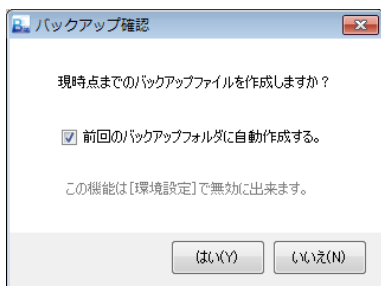 バックアップ確認
現時点までのバックアップファイルを作成しますか？
前回のバックアップフォルダに自動作成する。
この機能は[環境設定]で無効に出来ます。
はい(Y)
いいえ(N)